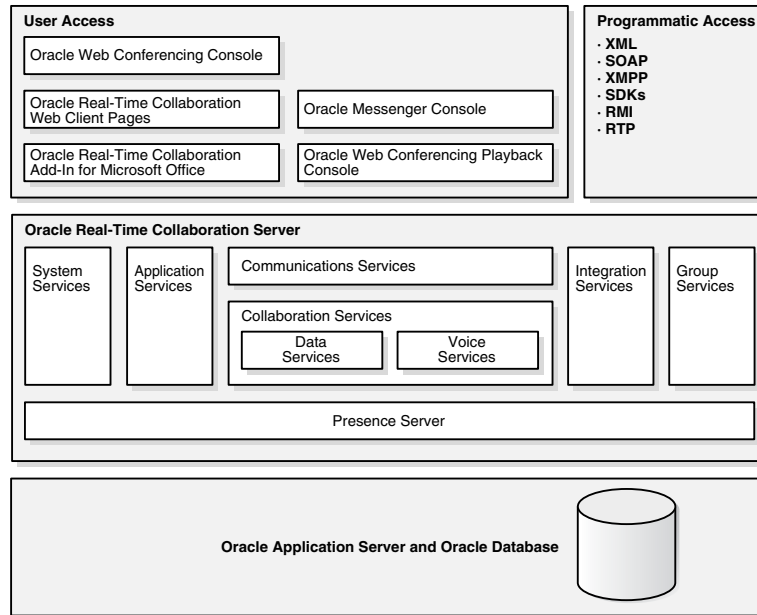 User Access
Oracle Web Conferencing Console
Oracle Real-Time Collaboration
Web Client Pages
Oracle Messenger Console
Oracle Real-Time Collaboration
Add-In for Microsoft Office
Oracle Web Conferencing Playback
Console
Programmatic Access
· XML
· SOAP
· XMPP
· SDKs
· RMI
· RTP
Oracle Real-Time Collaboration Server
System
Services
Application
Services
Communications Services
Collaboration Services
Data
Services
Voice
Services
Integration
Services
Group
Services
Presence Server
Oracle Application Server and Oracle Database